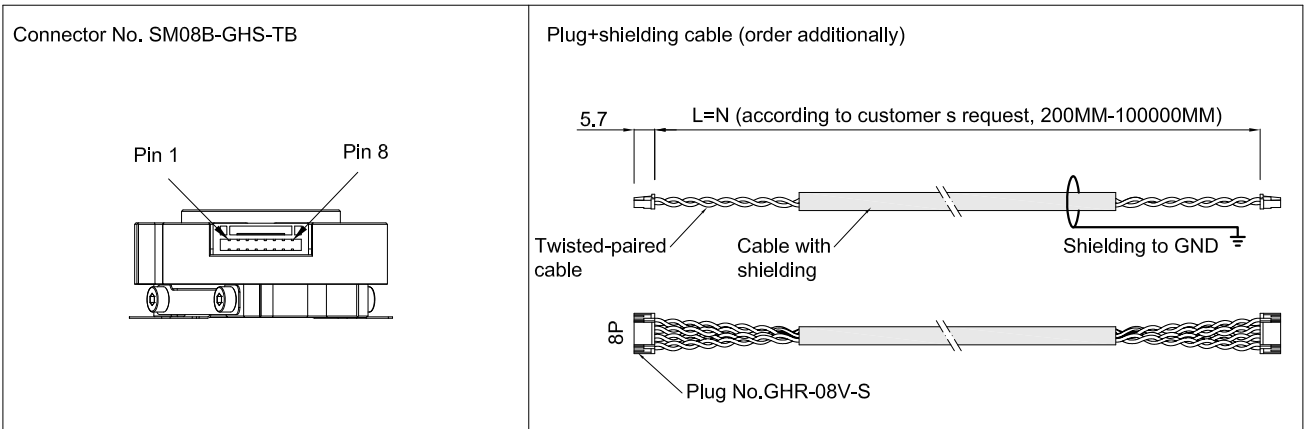 Connector No. SM08B-GHS-TB
Pin 1
Pin 8
Plug+shielding cable (order additionally)
5.7
L=N (according to customer s request, 200MM-100000MM)
Twisted-paired
cable
Cable with
shielding
Shielding to GND
8P
Plug No.GHR-08V-S